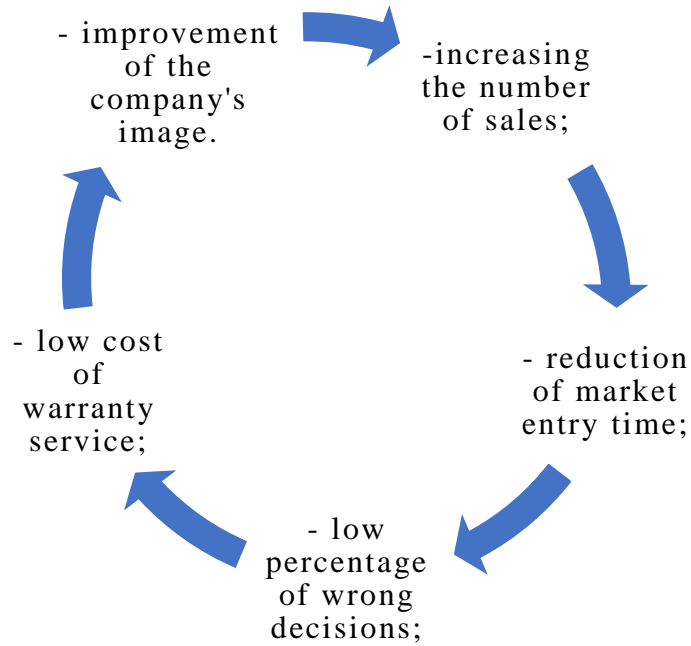 -increasing
the number
of sales;
- reduction
of market
entry time;
- low
percentage
of wrong
decisions;
- low cost
of
warranty
service;
- improvement
of the
company's
image.